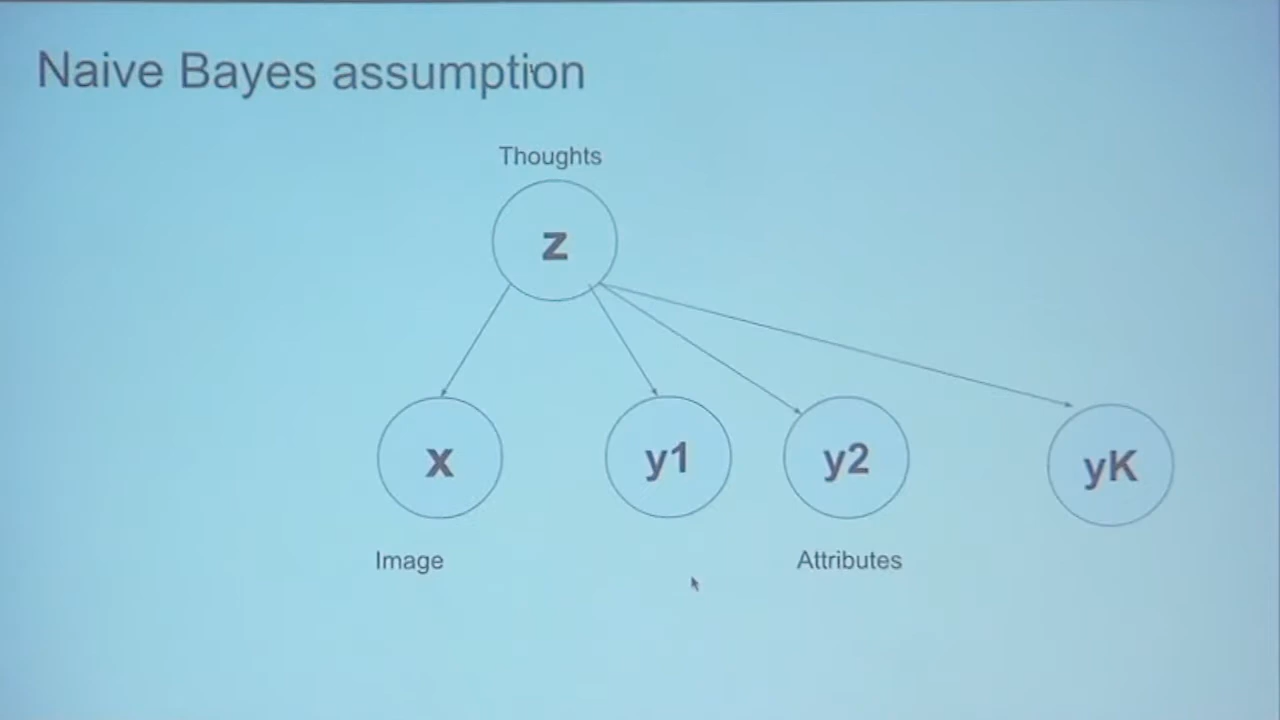 Naive Bayes assumption
Thoughts
z
x
y1
y2
yK
Image
Attributes